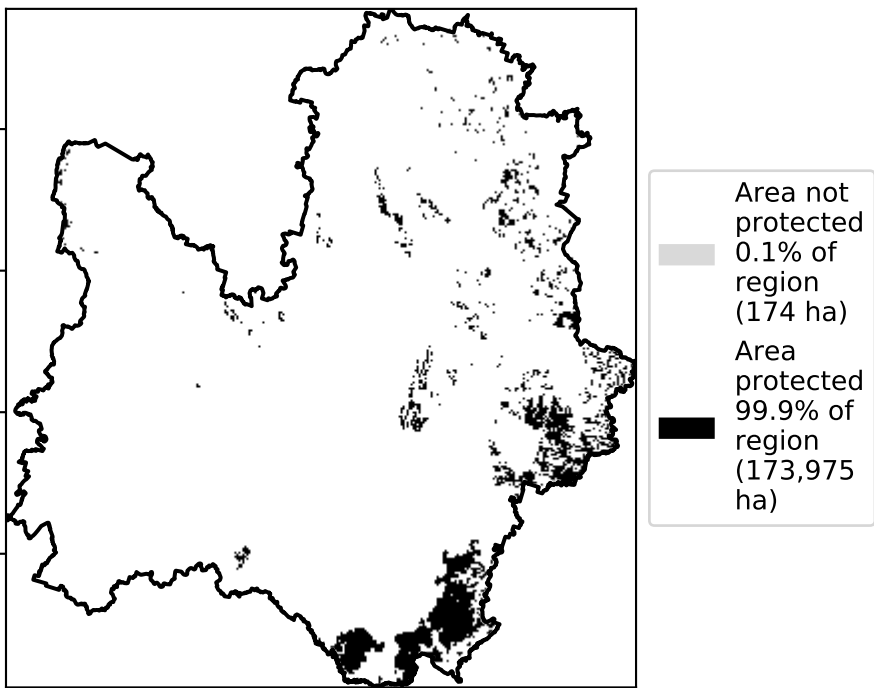 Area not
protected
0.1% of
region
(174 ha)
Area
protected
99.9% of
region
(173,975
ha)